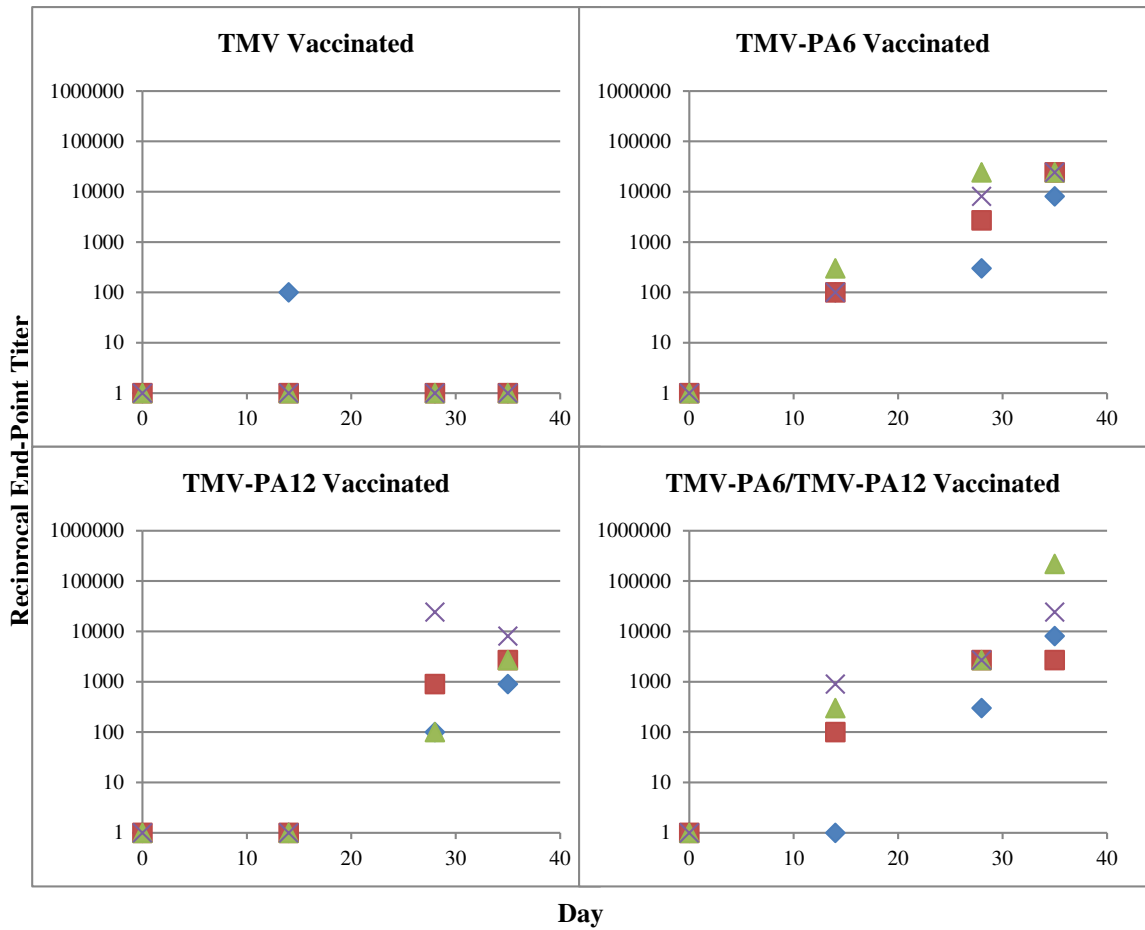 TMV Vaccinated
1000000
100000
10000
1000
100
10
1
0 10 20 30 40
TMV-PA6 Vaccinated
1000000
100000
10000
1000
100
10
1
0 10 20 30 40
TMV-PA12 Vaccinated
1000000
100000
10000
1000
100
10
1
0 10 20 30 40
TMV-PA6/TMV-PA12 Vaccinated
1000000
100000
10000
1000
100
10
1
0 10 20 30 40
Reciprocal End-Point Titer
Day